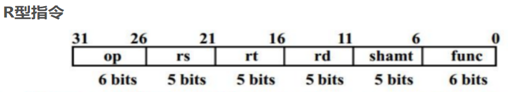 R型指令
31 26 21 16 11 6 0
op rs rt rd shamt func
6 bits 5 bits 5 bits 5 bits 5 bits 6 bits